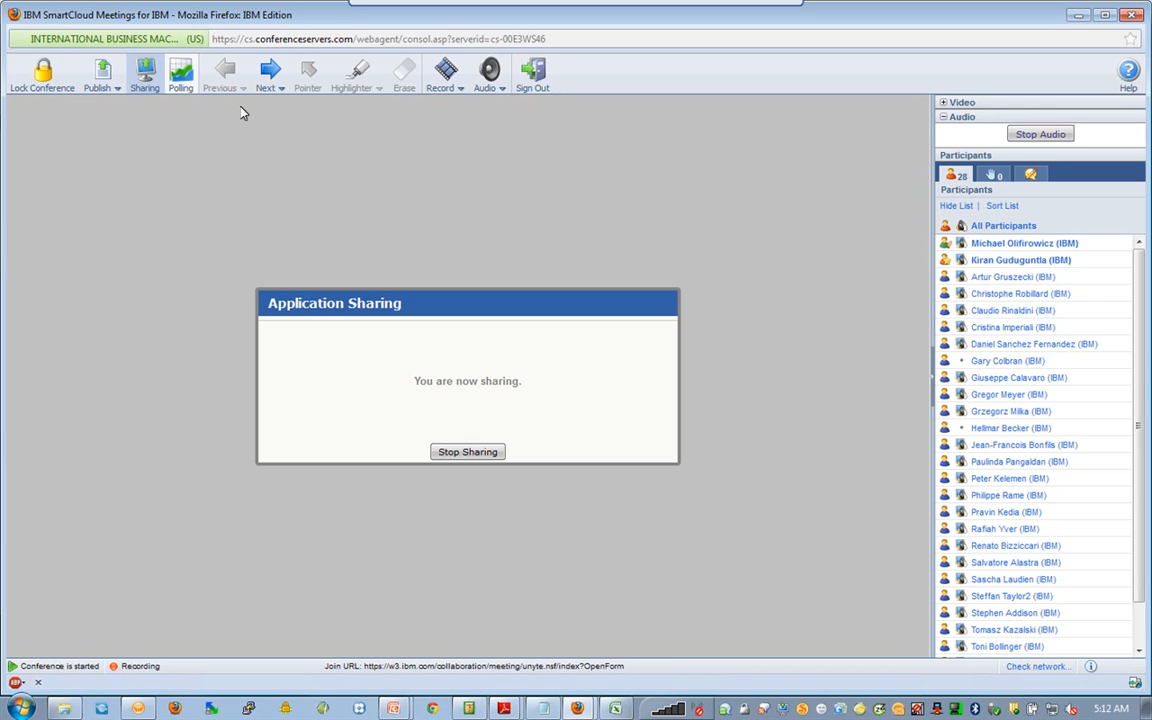 IBM SmartCloud Meetings for IBM - Mozilla Firefox: IBM Edition
INTERNATIONAL BUSINESS MAC... (US) https://cs.conferenceservers.com/webagent/consol.asp?serverid=cs-00E3WS46
Lock Conference Publish Sharing Polling Previous Next Pointer Highlighter Erase Record Audio Sign Out Help
Video
Audio
Stop Audio
Participants
28 0
Participants
Hide List | Sort List
All Participants
Michael Olifirowicz (IBM)
Kiran Guduguntla (IBM)
Artur Gruszecki (IBM)
Christophe Robillard (IBM)
Claudio Rinaldini (IBM)
Cristina Imperiali (IBM)
Daniel Sanchez Fernandez (IBM)
Gary Colbran (IBM)
Giuseppe Calavaro (IBM)
Gregor Meyer (IBM)
Grzegorz Milka (IBM)
Hellmar Becker (IBM)
Jean-Francois Bonfils (IBM)
Paulinda Pangaldan (IBM)
Peter Kelemen (IBM)
Philippe Rame (IBM)
Pravin Kedia (IBM)
Rafiah Yver (IBM)
Renato Bizziccari (IBM)
Salvatore Alastra (IBM)
Sascha Laudien (IBM)
Steffan Taylor2 (IBM)
Stephen Addison (IBM)
Tomasz Kazalski (IBM)
Toni Bollinger (IBM)
Application Sharing
You are now sharing.
Stop Sharing
Conference is started Recording Join URL: https://w3.ibm.com/collaboration/meeting/unyte.nsf/index?OpenForm Check network...
5:12 AM